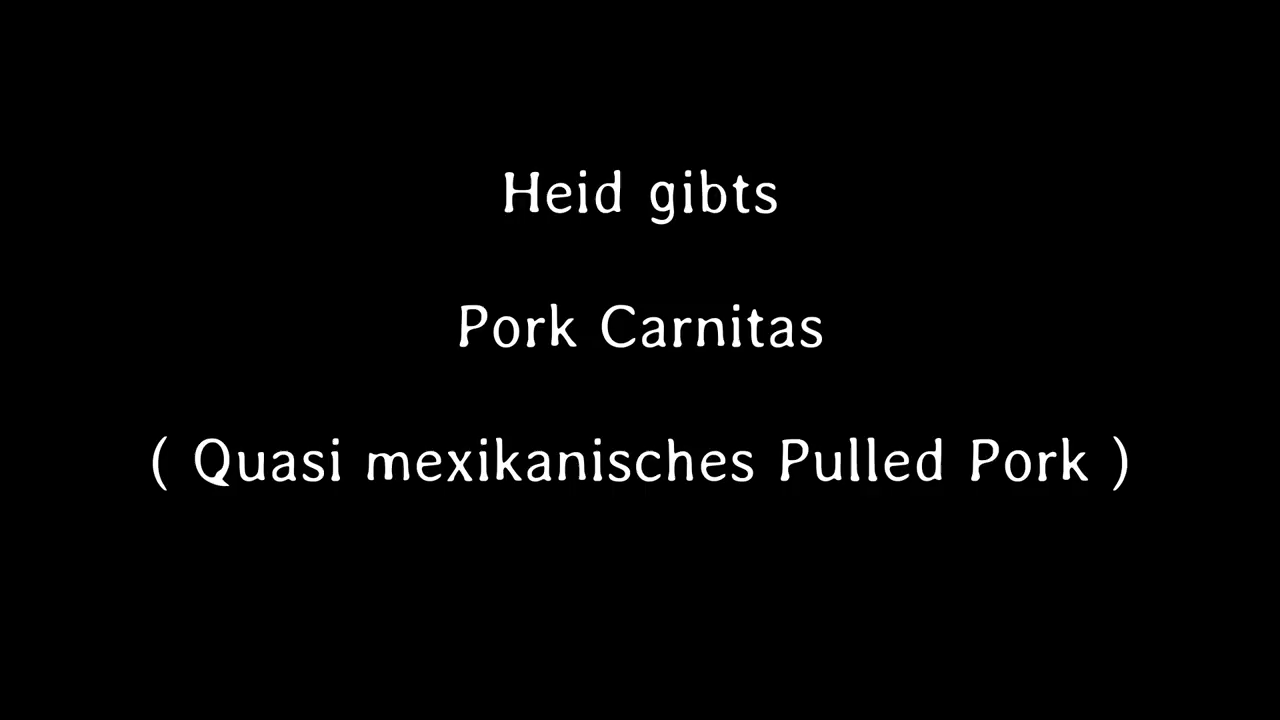 Heid gibts
Pork Carnitas
( Quasi mexikanisches Pulled Pork )